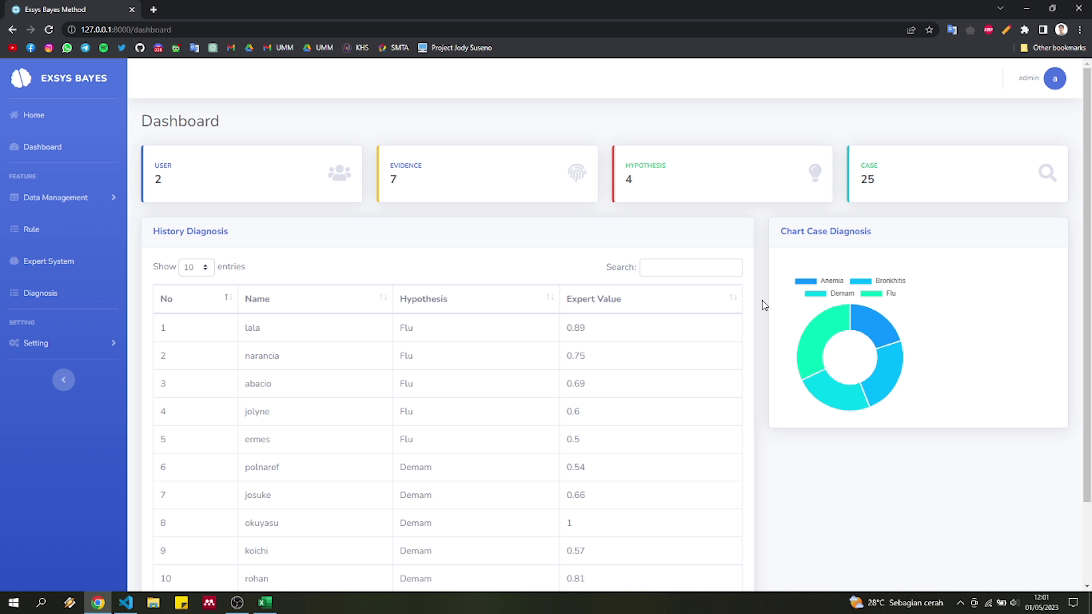 Exsys Bayes Method
127.0.0.1:8000/dashboard
UMM
UMM
KHS
SMTA
Project Jody Suseno
Other bookmarks
EXSYS BAYES
admin
a
Home
Dashboard
FEATURE
Data Management
Rule
Expert System
Diagnosis
SETTING
Setting
Dashboard
USER
2
EVIDENCE
7
HYPOTHESIS
4
CASE
25
History Diagnosis
Show 10 entries
Search:
No Name Hypothesis Expert Value
1 lala Flu 0.89
2 narancia Flu 0.75
3 abacio Flu 0.69
4 jolyne Flu 0.6
5 ermes Flu 0.5
6 polnaref Demam 0.54
7 josuke Demam 0.66
8 okuyasu Demam 1
9 koichi Demam 0.57
10 rohan Demam 0.81
Chart Case Diagnosis
Anemia Bronkhitis
Demam Flu
28°C Sebagian cerah
12:01
01/05/2023